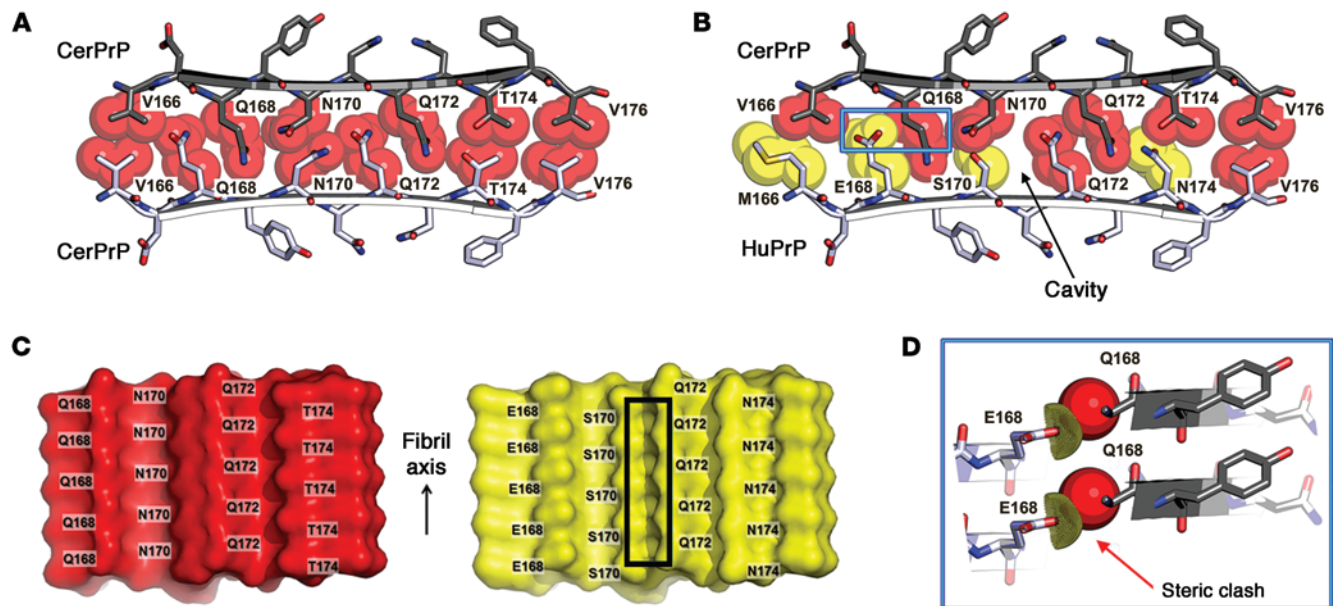 A
CerPrP
V166
Q168
N170
Q172
T174
V176
V166
Q168
N170
Q172
T174
V176
CerPrP
B
CerPrP
V166
Q168
N170
Q172
T174
V176
M166
E168
S170
Q172
N174
V176
HuPrP
Cavity
C
Q168
Q168
Q168
Q168
Q168
N170
N170
N170
N170
N170
Q172
Q172
Q172
Q172
Q172
T174
T174
T174
T174
T174
Fibril
axis
E168
E168
E168
E168
E168
S170
S170
S170
S170
S170
Q172
Q172
Q172
Q172
Q172
N174
N174
N174
N174
N174
D
Q168
E168
Q168
E168
Steric clash